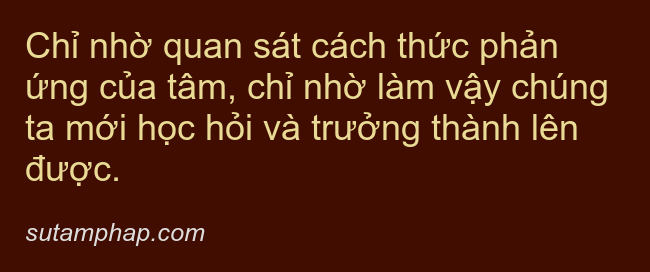 Chỉ nhờ quan sát cách thức phản
ứng của tâm, chỉ nhờ làm vậy chúng
ta mới học hỏi và trưởng thành lên
được.
sutamphap.com